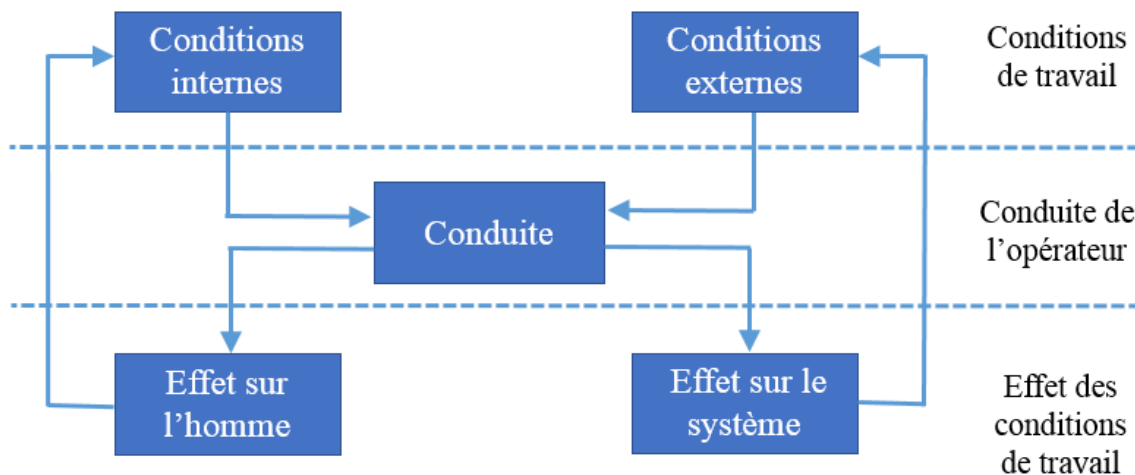 Conditions
internes
Conditions
externes
Conditions
de travail
Conduite
Conduite de
l’opérateur
Effet sur
l’homme
Effet sur le
système
Effet des
conditions
de travail